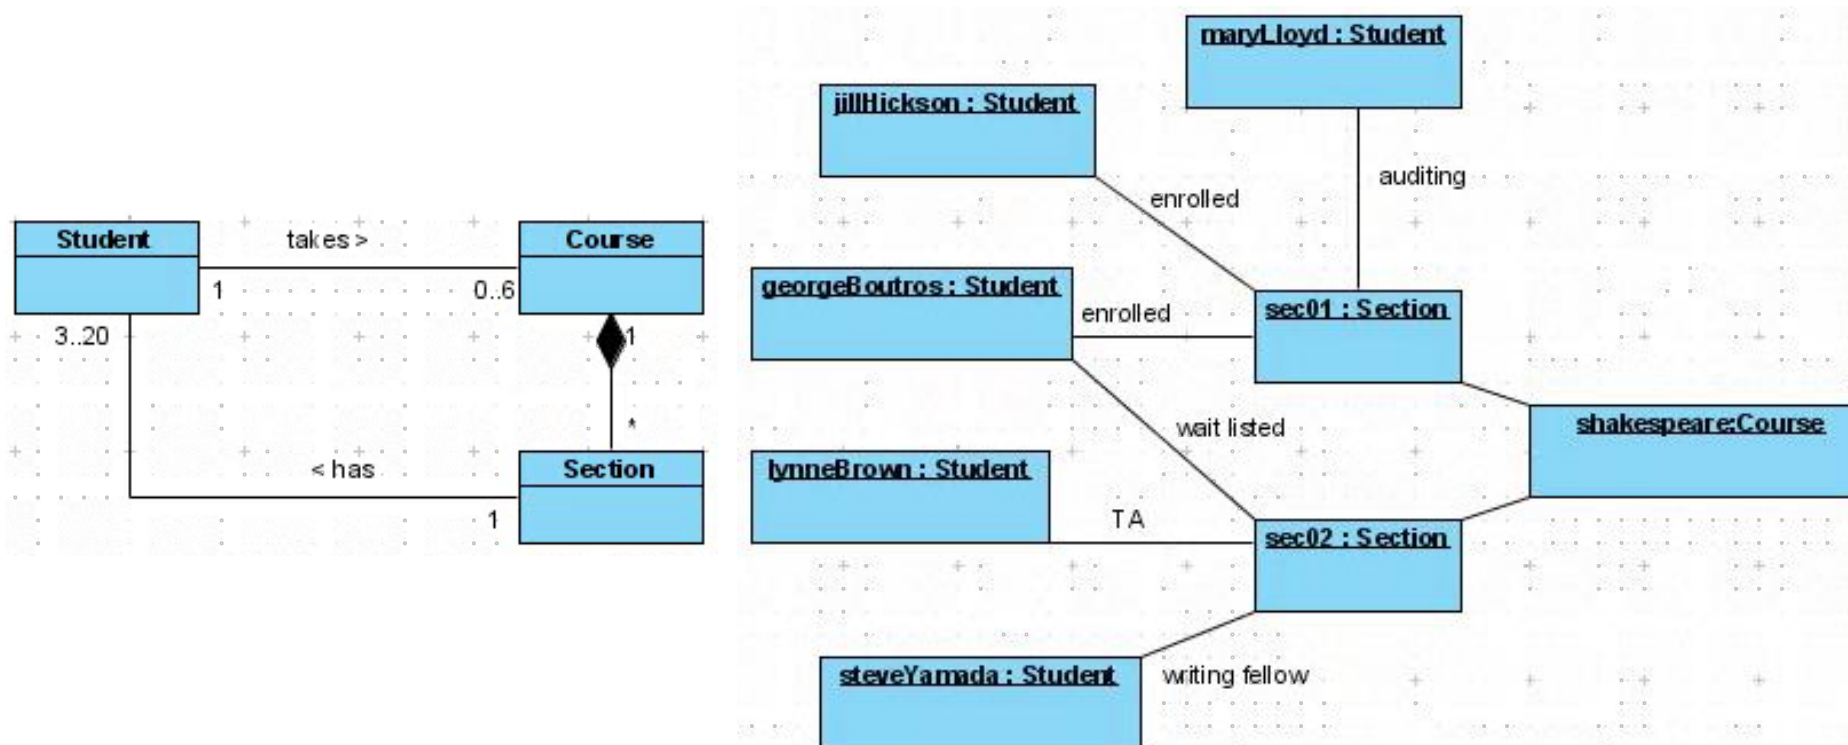 Student
takes >
Course
1
0..6
3..20
1
*
< has
Section
1
maryLloyd : Student
jillHickson : Student
auditing
enrolled
georgeBoutros : Student
enrolled
sec01 : Section
wait listed
shakespeare:Course
lynneBrown : Student
TA
sec02 : Section
steveYamada : Student
writing fellow